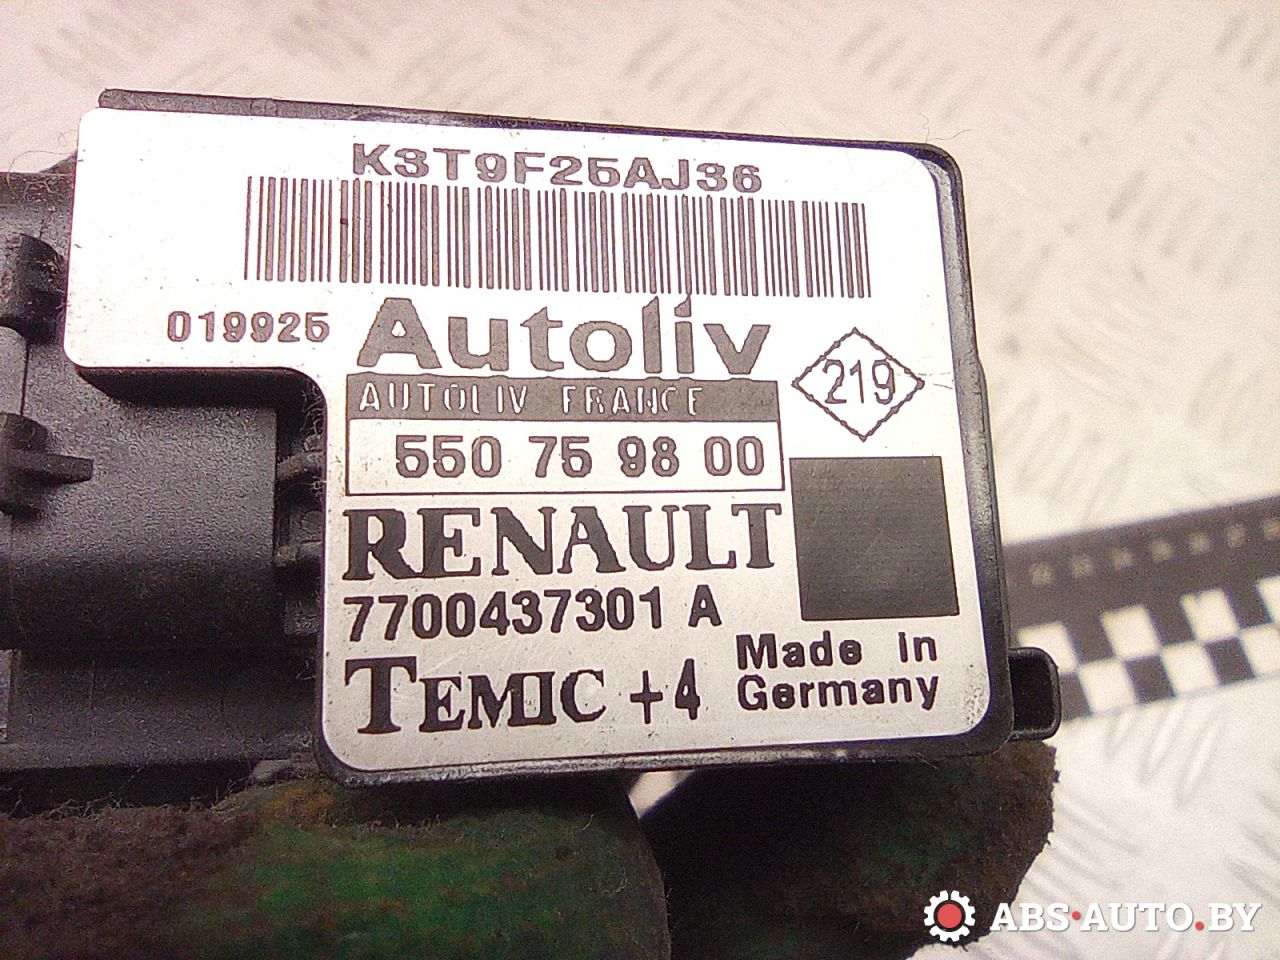 K3T9F25AJ36
019925
Autoliv
219
AUTOLIV FRANCE
550 75 98 00
RENAULT
7700437301 A
TEMIC +4
Made in
Germany
ABS-AUTO.BY